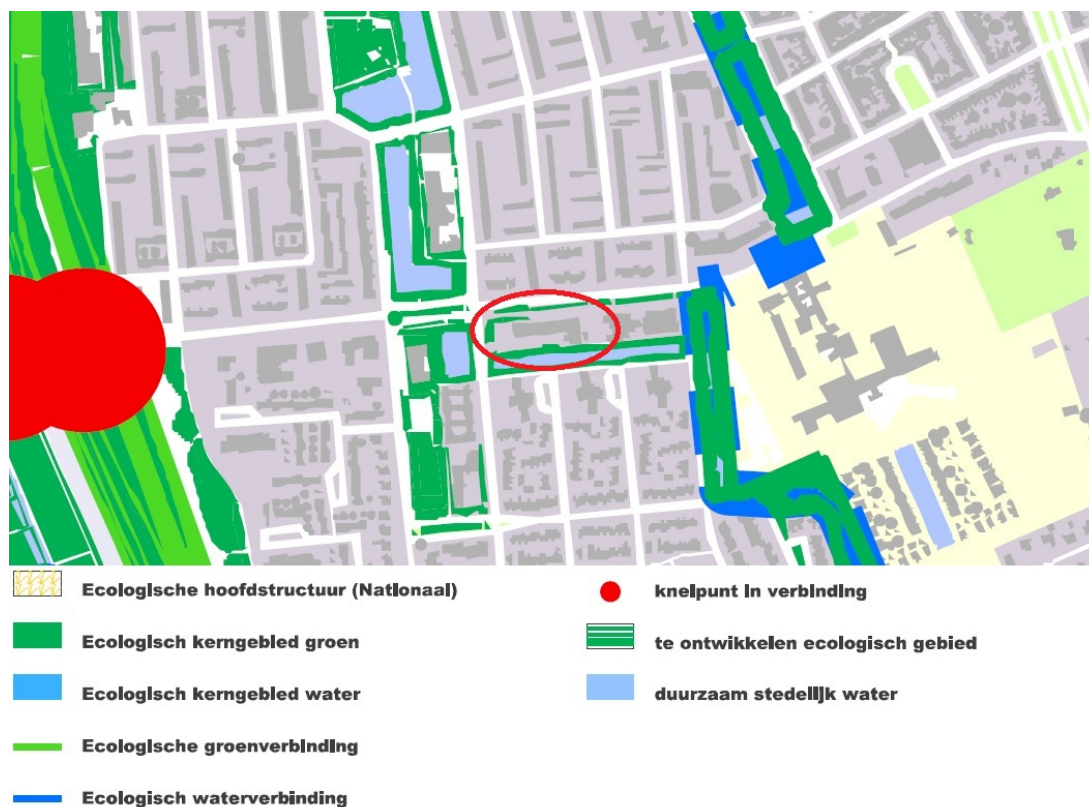 Ecologische hoofdstructuur (Nationaal)
Ecologisch kerngebied groen
Ecologisch kerngebied water
Ecologische groenverbinding
Ecologisch waterverbinding
knelpunt in verbinding
te ontwikkelen ecologisch gebied
duurzaam stedelijk water